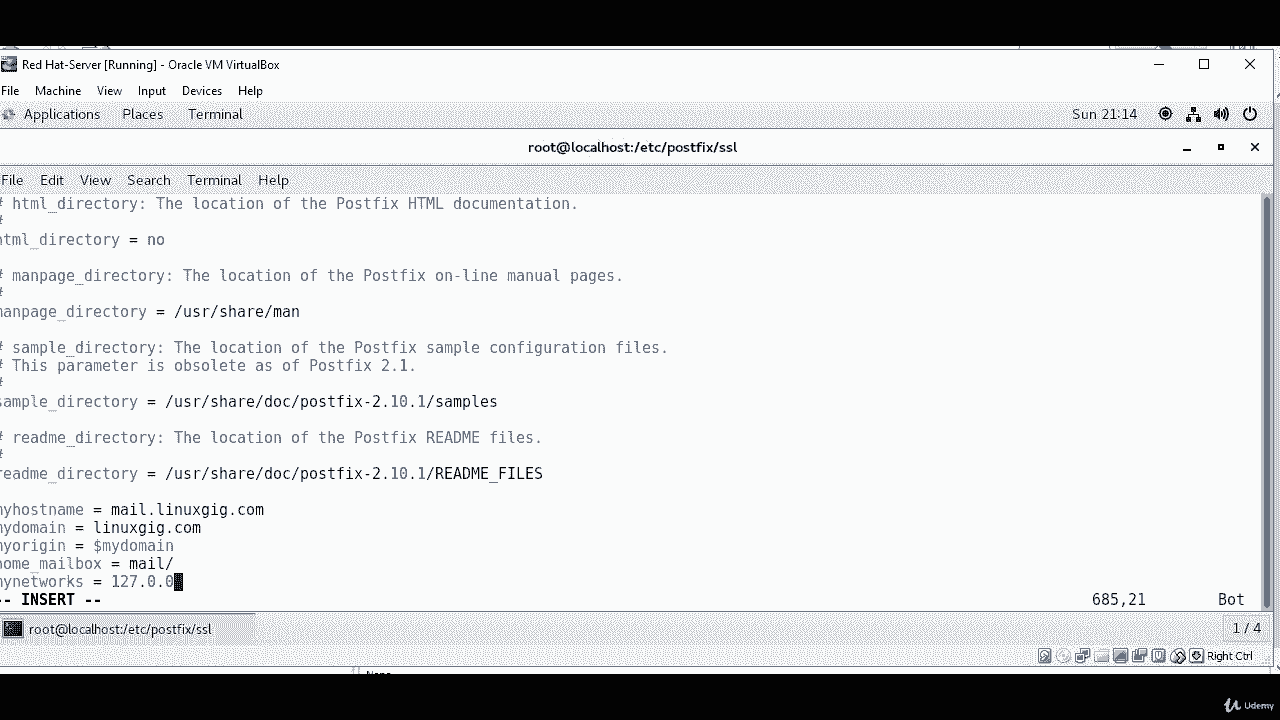 Red Hat-Server [Running] - Oracle VM VirtualBox
File Machine View Input Devices Help
Applications Places Terminal Sun 21:14
root@localhost:/etc/postfix/ssl
File Edit View Search Terminal Help
# html_directory: The location of the Postfix HTML documentation.
#
html_directory = no
# manpage_directory: The location of the Postfix on-line manual pages.
#
manpage_directory = /usr/share/man
# sample_directory: The location of the Postfix sample configuration files.
# This parameter is obsolete as of Postfix 2.1.
#
sample_directory = /usr/share/doc/postfix-2.10.1/samples
# readme_directory: The location of the Postfix README files.
#
readme_directory = /usr/share/doc/postfix-2.10.1/README_FILES
myhostname = mail.linuxgig.com
mydomain = linuxgig.com
myorigin = $mydomain
home_mailbox = mail/
mynetworks = 127.0.0
-- INSERT -- 685,21 Bot
root@localhost:/etc/postfix/ssl 1 / 4
Right Ctrl
Udemy